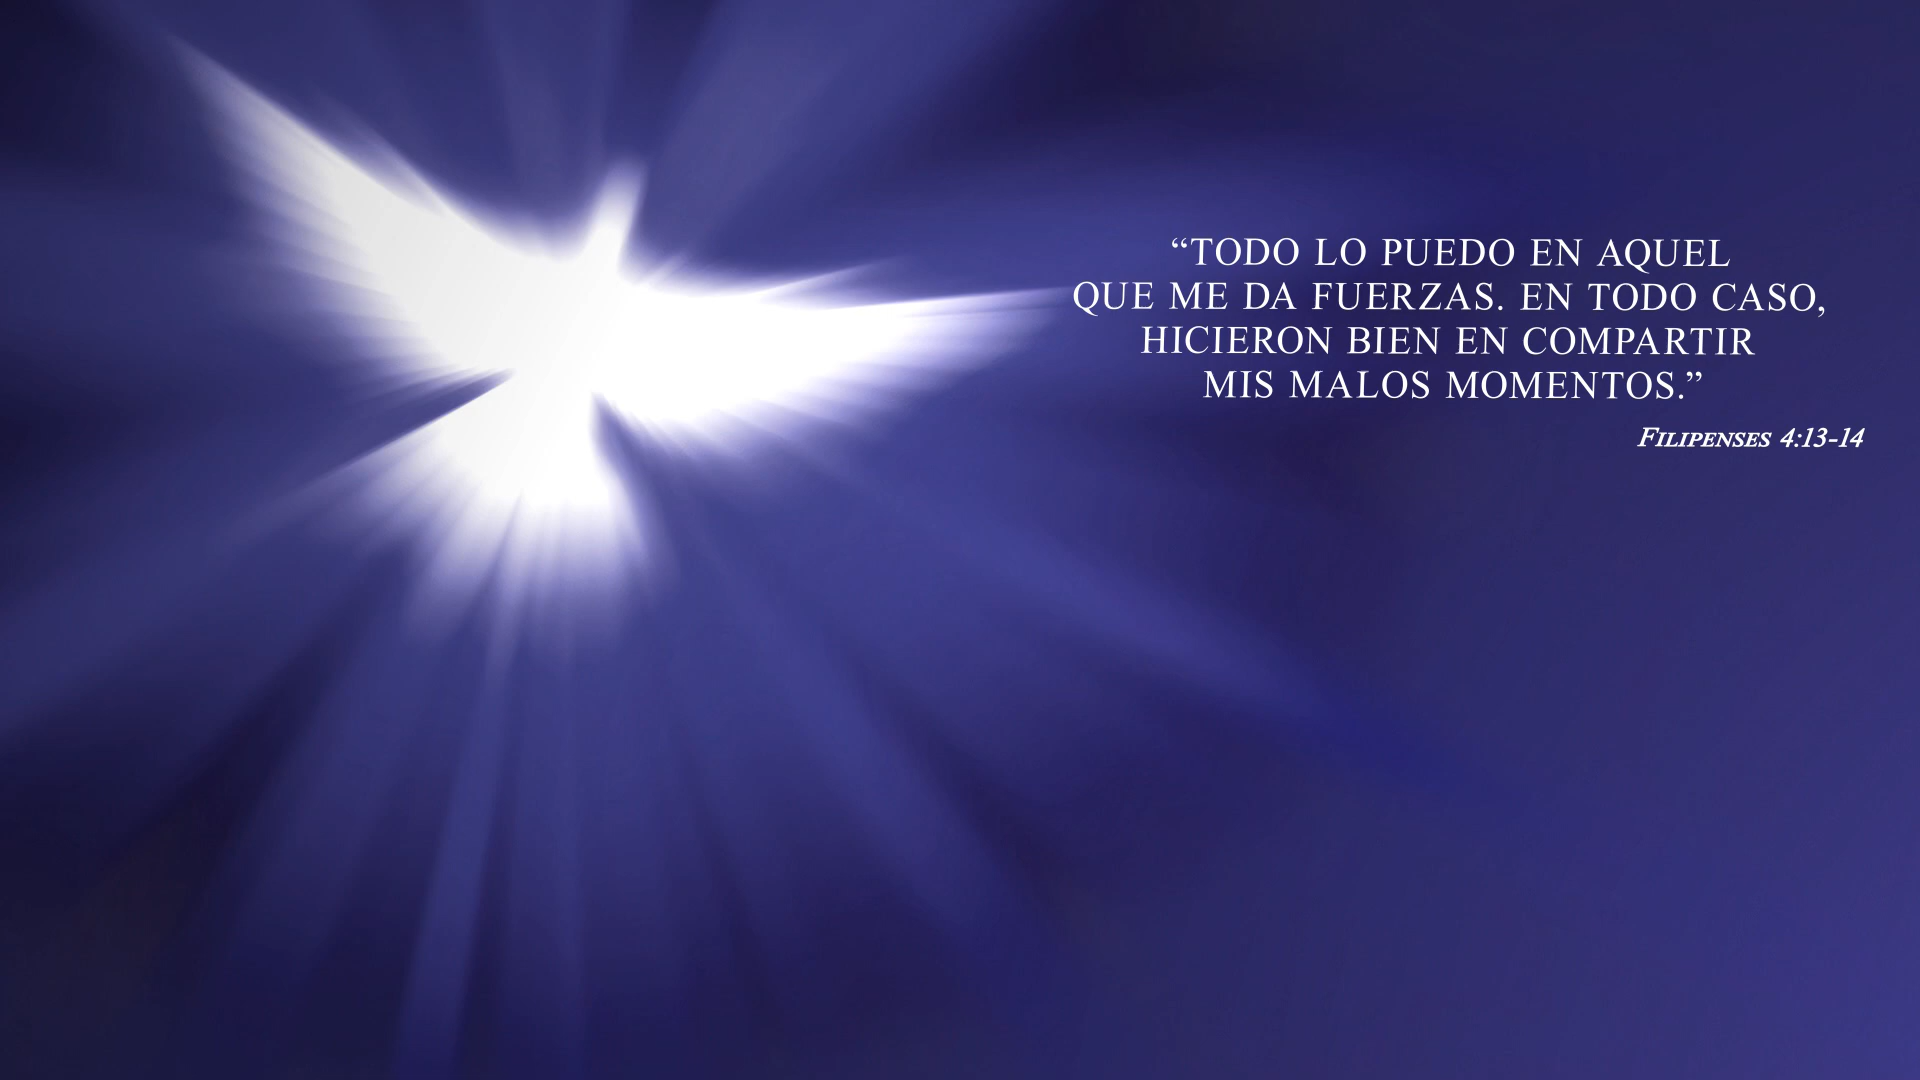 “TODO LO PUEDO EN AQUEL
QUE ME DA FUERZAS. EN TODO CASO,
HICIERON BIEN EN COMPARTIR
MIS MALOS MOMENTOS.”
FILIPENSES 4:13-14